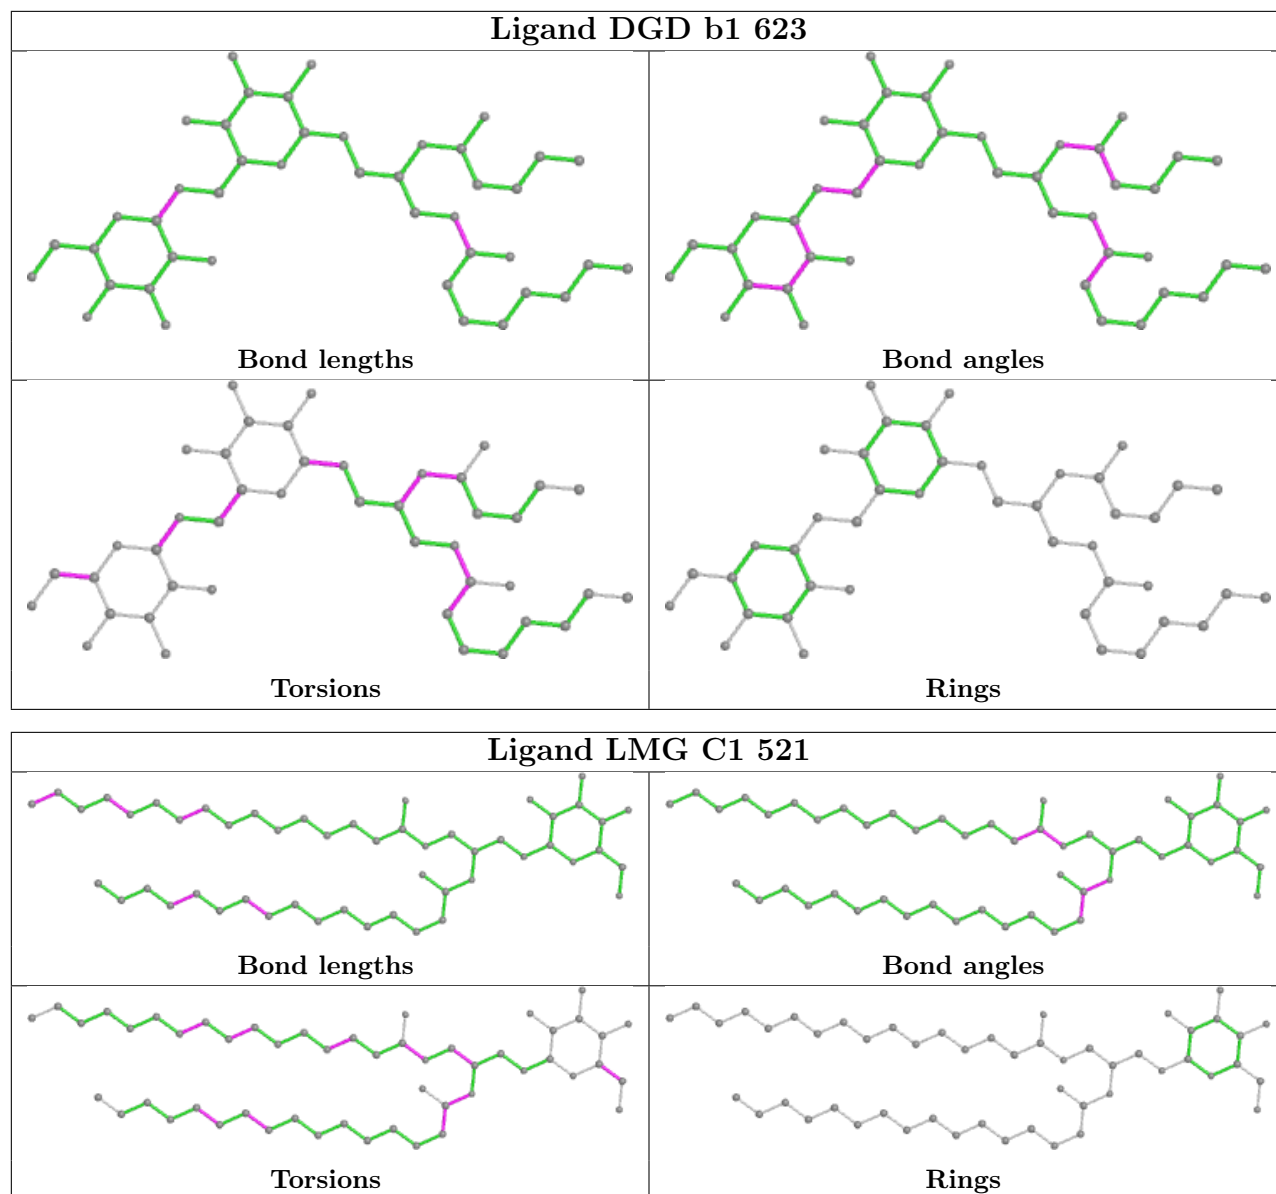 Ligand DGD b1 623
Bond lengths
Bond angles
Torsions
Rings
Ligand LMG C1 521
Bond lengths
Bond angles
Torsions
Rings